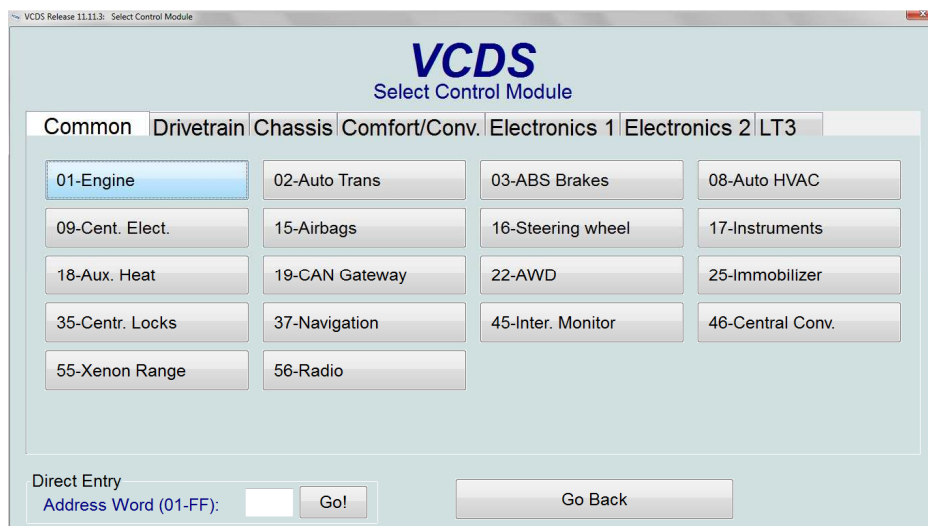 VCDS Release 11.11.3: Select Control Module
VCDS
Select Control Module
Common Drivetrain Chassis Comfort/Conv. Electronics 1 Electronics 2 LT3
01-Engine 02-Auto Trans 03-ABS Brakes 08-Auto HVAC
09-Cent. Elect. 15-Airbags 16-Steering wheel 17-Instruments
18-Aux. Heat 19-CAN Gateway 22-AWD 25-Immobilizer
35-Centr. Locks 37-Navigation 45-Inter. Monitor 46-Central Conv.
55-Xenon Range 56-Radio
Direct Entry
Address Word (01-FF): Go! Go Back